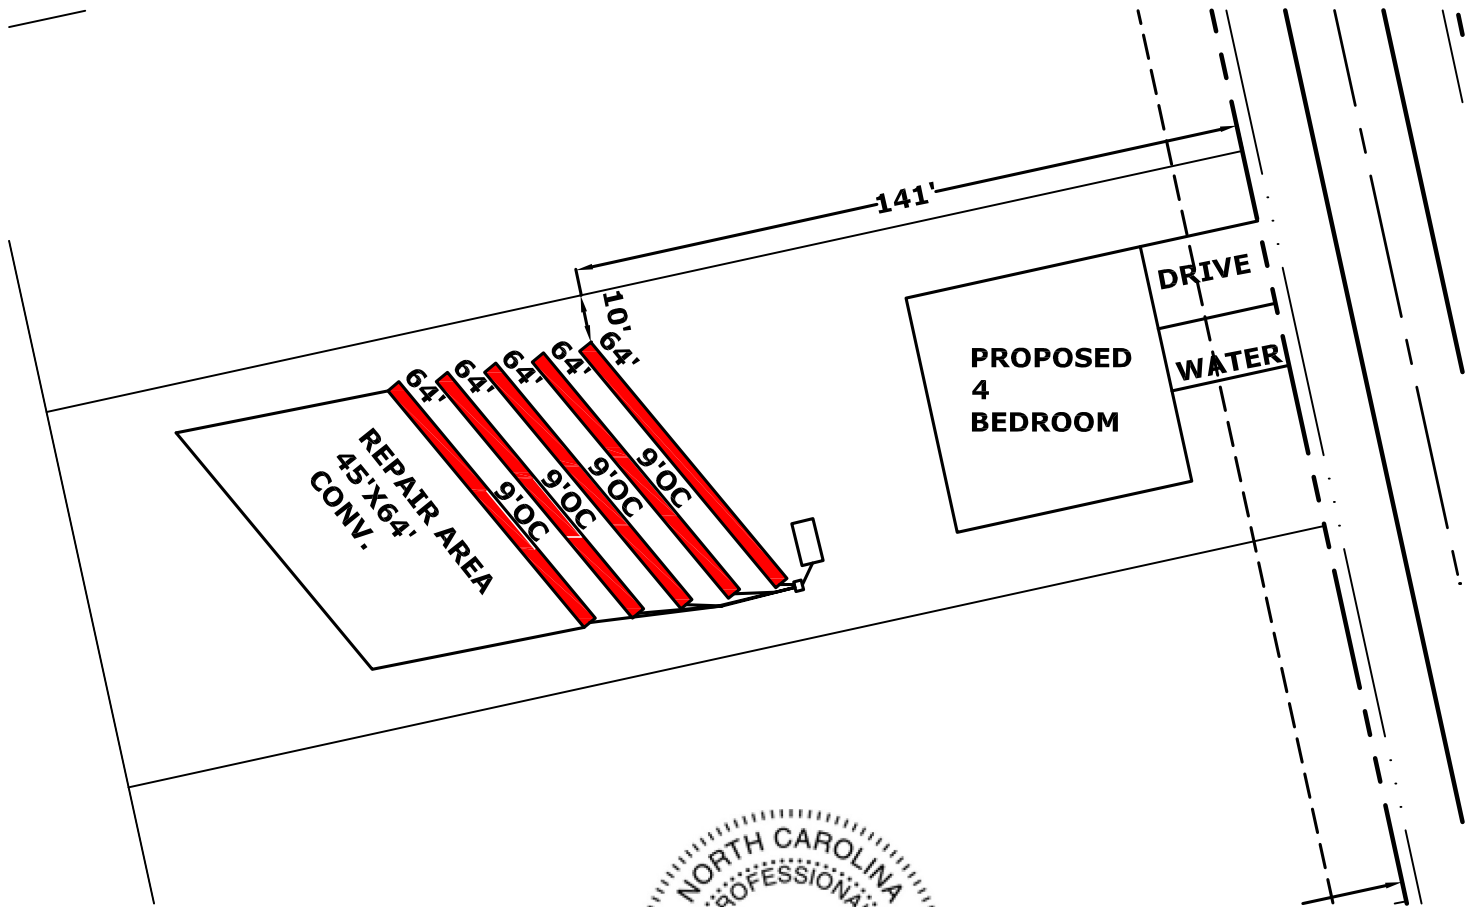 141'
DRIVE
10'
64'
64'
64'
64'
64'
WATER
PROPOSED
4
BEDROOM
REPAIR AREA
45'X64'
CONV.
9'OC
9'OC
9'OC
9'OC
NORTH CAROLINA